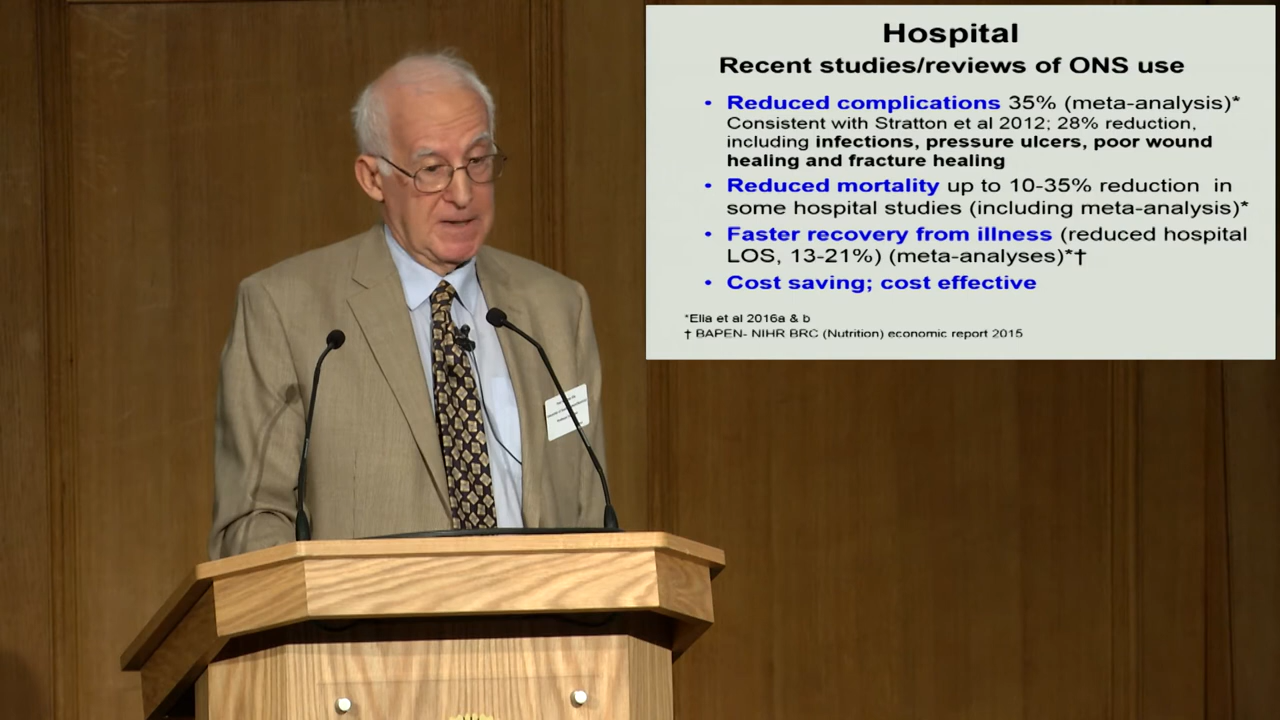 Hospital
Recent studies/reviews of ONS use
• Reduced complications 35% (meta-analysis)*
Consistent with Stratton et al 2012; 28% reduction,
including infections, pressure ulcers, poor wound
healing and fracture healing
• Reduced mortality up to 10-35% reduction in
some hospital studies (including meta-analysis)*
• Faster recovery from illness (reduced hospital
LOS, 13-21%) (meta-analyses)*†
• Cost saving; cost effective
*Elia et al 2016a & b
† BAPEN- NIHR BRC (Nutrition) economic report 2015